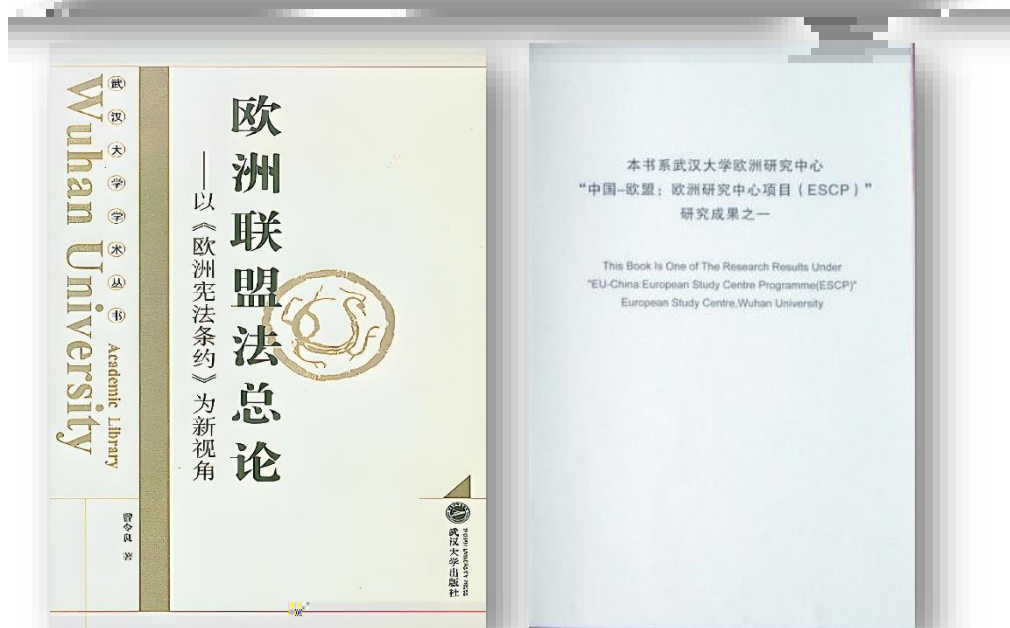 武汉大学学术丛书
Wuhan University
Academic Library
欧洲联盟法总论
——以《欧洲宪法条约》为新视角
曾令良 著
武汉大学出版社
WUHAN UNIVERSITY PRESS
本书系武汉大学欧洲研究中心
“中国–欧盟：欧洲研究中心项目（ESCP）”
研究成果之一
This Book Is One of The Research Results Under
"EU-China:European Study Centre Programme(ESCP)"
European Study Centre,Wuhan University